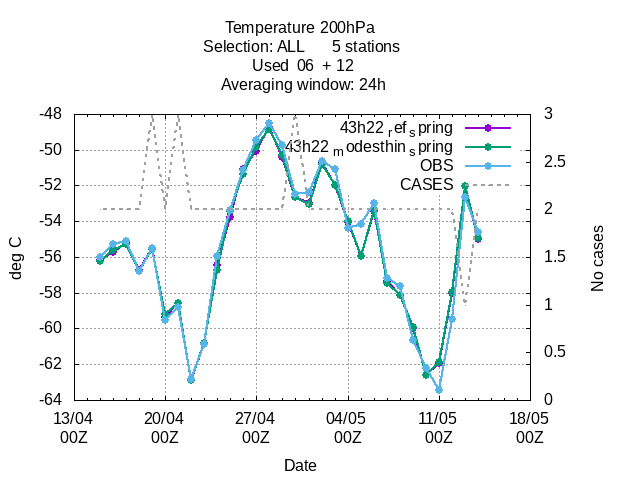 Temperature 200hPa
Selection: ALL 5 stations
Used 06 + 12
Averaging window: 24h
-48
-50
-52
-54
-56
-58
-60
-62
-64
deg C
3
2.5
2
1.5
1
0.5
0
No cases
43h22 refspring
43h22 modesthinspring
OBS
CASES
13/04 20/04 27/04 04/05 11/05 18/05
00Z 00Z 00Z 00Z 00Z 00Z
Date